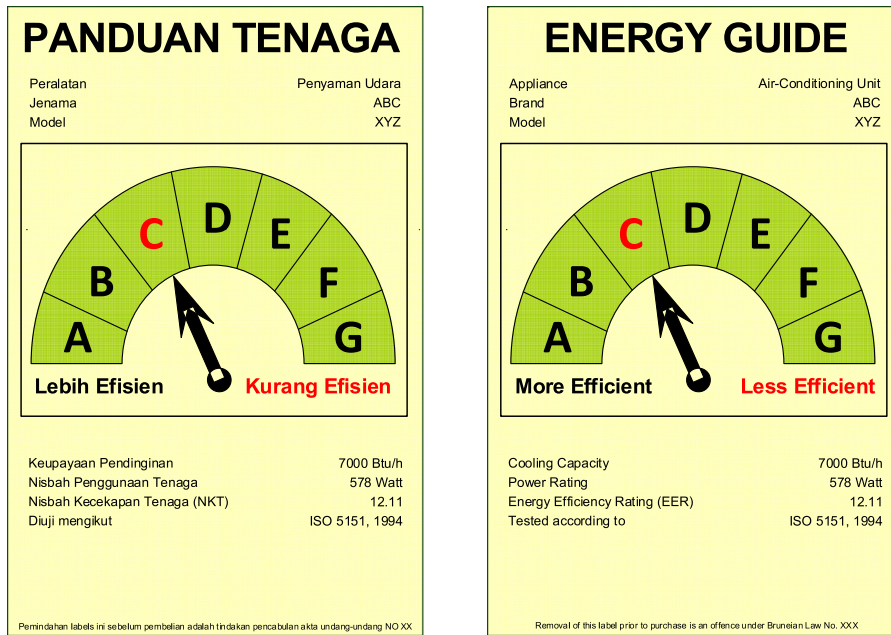 PANDUAN TENAGA
Peralatan Penyaman Udara
Jenama ABC
Model XYZ
A B C D E F G
Lebih Efisien Kurang Efisien
Keupayaan Pendinginan 7000 Btu/h
Nisbah Penggunaan Tenaga 578 Watt
Nisbah Kecekapan Tenaga (NKT) 12.11
Diuji mengikut ISO 5151, 1994
Pemindahan labels ini sebelum pembelian adalah tindakan pencabulan akta undang-undang NO XX
ENERGY GUIDE
Appliance Air-Conditioning Unit
Brand ABC
Model XYZ
A B C D E F G
More Efficient Less Efficient
Cooling Capacity 7000 Btu/h
Power Rating 578 Watt
Energy Efficiency Rating (EER) 12.11
Tested according to ISO 5151, 1994
Removal of this label prior to purchase is an offence under Bruneian Law No. XXX